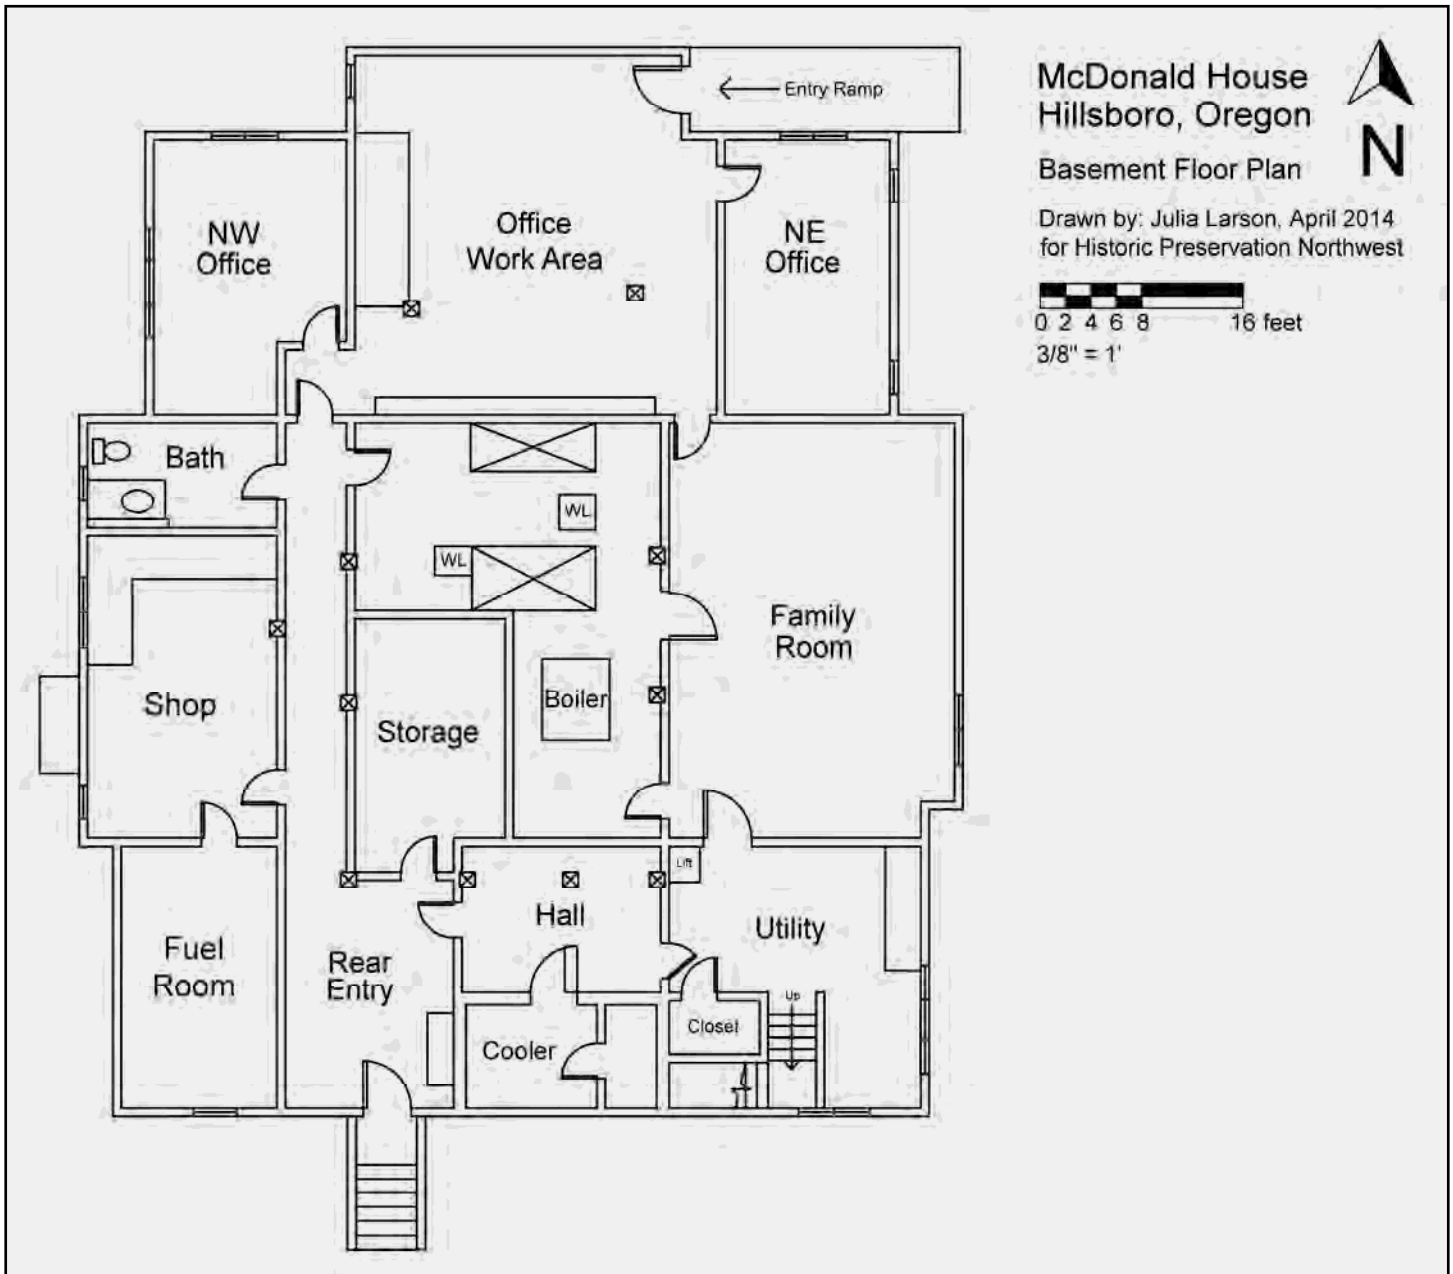 McDonald House
Hillsboro, Oregon
N
Basement Floor Plan
Drawn by: Julia Larson, April 2014
for Historic Preservation Northwest
0 2 4 6 8 16 feet
3/8" = 1'
Entry Ramp
NW
Office
Office
Work Area
NE
Office
Bath
WL
WL
Family
Room
Shop
Storage
Boiler
Lift
Hall
Utility
Fuel
Room
Rear
Entry
Up
Closet
Cooler